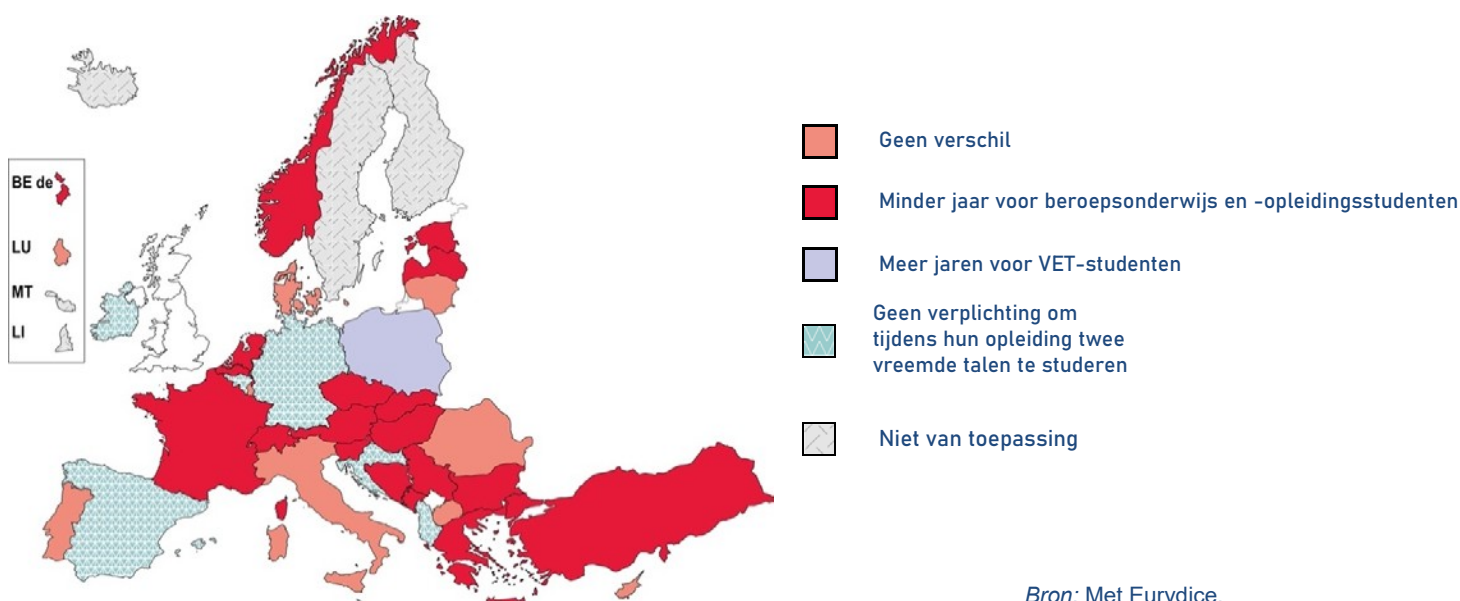 BE de
LU
MT
LI
Geen verschil
Minder jaar voor beroepsonderwijs en -opleidingsstudenten
Meer jaren voor VET-studenten
Geen verplichting om
tijdens hun opleiding twee
vreemde talen te studeren
Niet van toepassing
Bron: Met Eurydice.